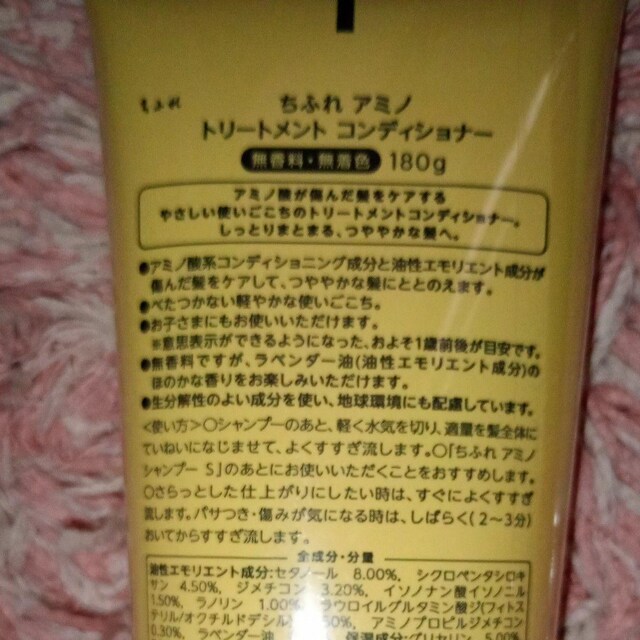 ちふれ
ちふれ アミノ
トリートメント コンディショナー
無香料・無着色 180g
アミノ酸が傷んだ髪をケアする
やさしい使いごこちのトリートメントコンディショナー。
しっとりまとまる、つややかな髪へ。
●アミノ酸系コンディショニング成分と油性エモリエント成分が
傷んだ髪をケアして、つややかな髪にととのえます。
●べたつかない軽やかな使いごこち。
●お子さまにもお使いいただけます。
※意思表示ができるようになった、およそ1歳前後が目安です。
●無香料ですが、ラベンダー油(油性エモリエント成分)の
ほのかな香りをお楽しみいただけます。
●生分解性のよい成分を使い、地球環境にも配慮しています。
<使い方>○シャンプーのあと、軽く水気を切り、適量を髪全体に
ていねいになじませて、よくすすぎ流します。○「ちふれ アミノ
シャンプー S」のあとにお使いいただくことをおすすめします。
○さらっとした仕上がりにしたい時は、すぐによくすすぎ
流します。パサつき・傷みが気になる時は、しばらく(2〜3分)
おいてからすすぎ流します。
全成分・分量
油性エモリエント成分:セタノール 8.00%、 シクロペンタシロキ
サン 4.50%、 ジメチコン 3.20%、 イソノナン酸イソノニル
1.50%、 ラノリン 1.00% ラウロイルグルタミン酸ジ(フィトス
テリル/オクチルドデシル 50%、 アミノプロピルジメチコン
0.30%、 ラベンダー油 保湿成分:グリセリン 5.00%